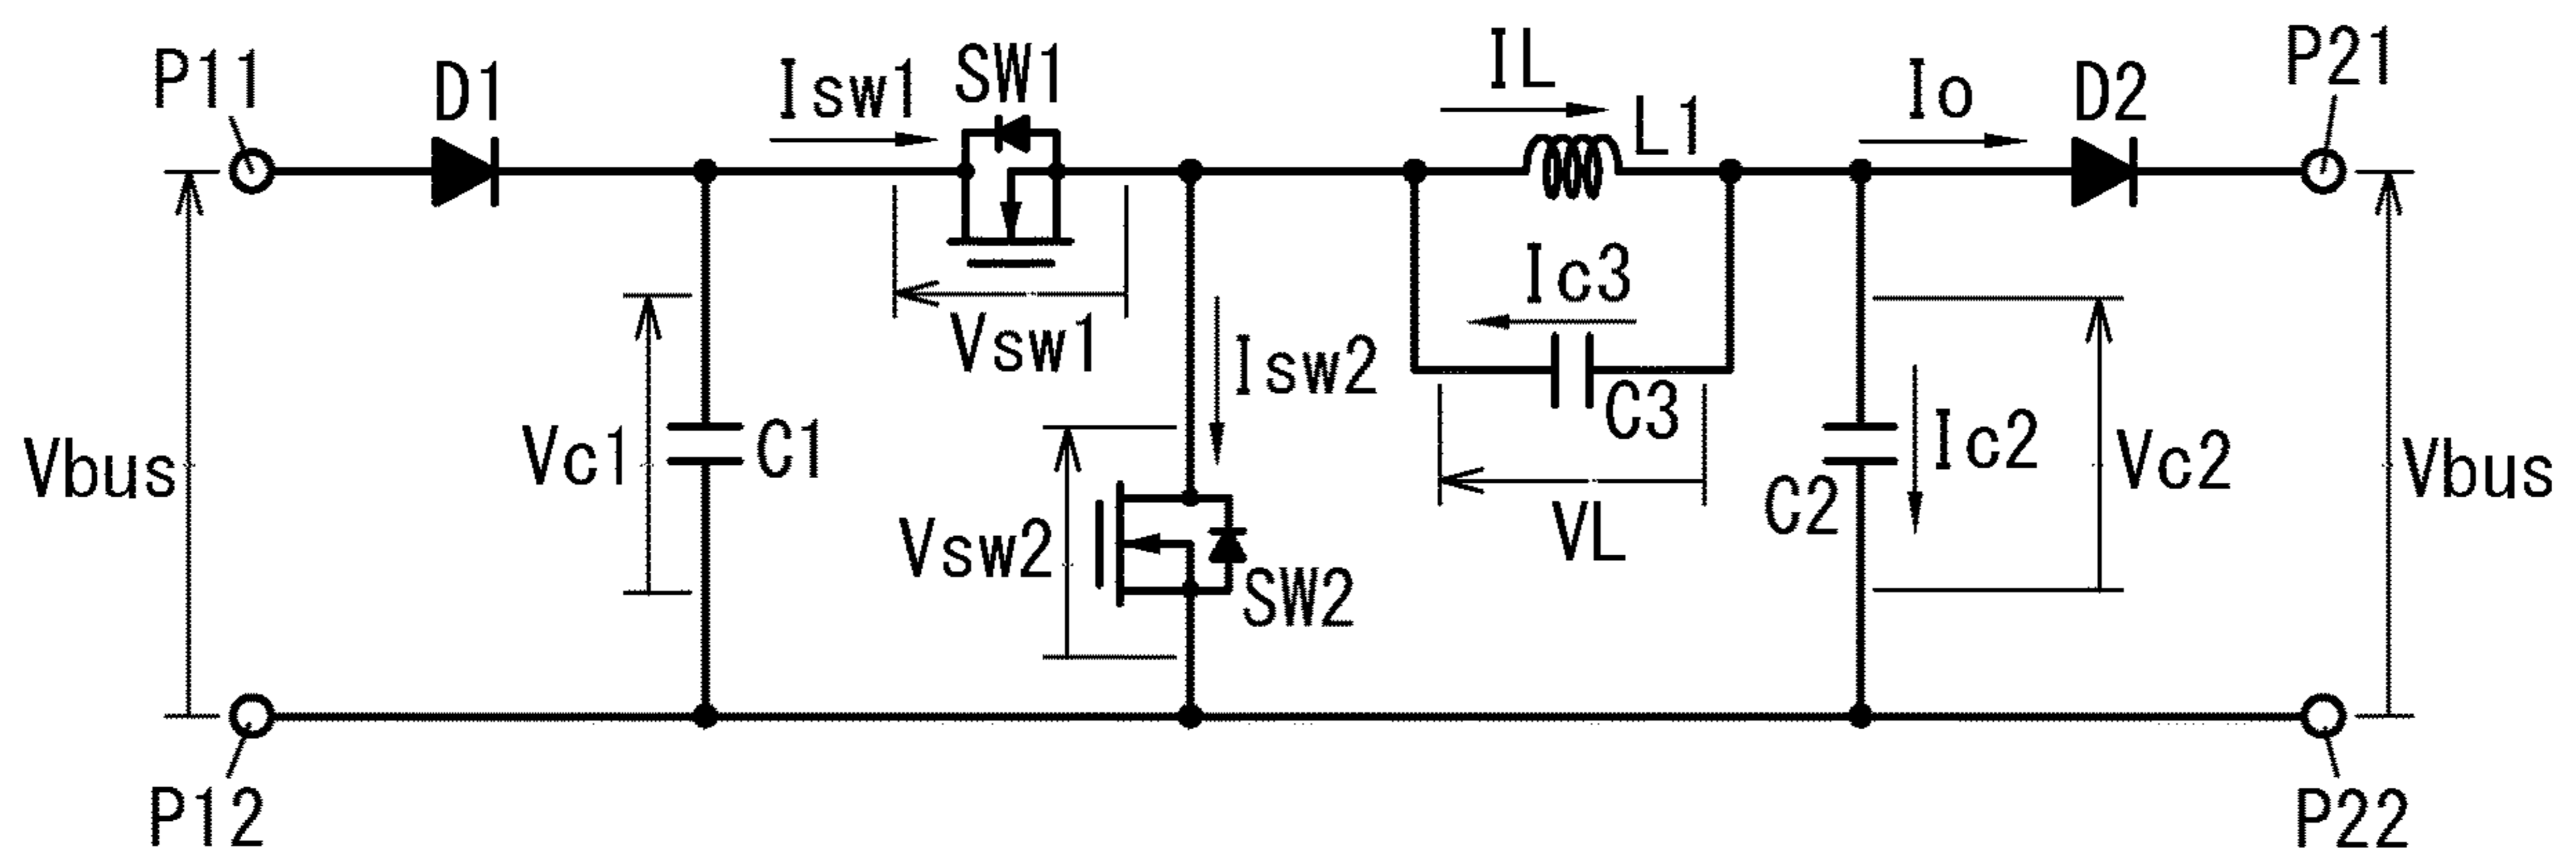 P11
D1
Isw1
SW1
IL
L1
Io
D2
P21
Vbus
Vc1
C1
Vsw1
Isw2
Vsw2
SW2
Ic3
C3
VL
C2
Ic2
Vc2
Vbus
P12
P22